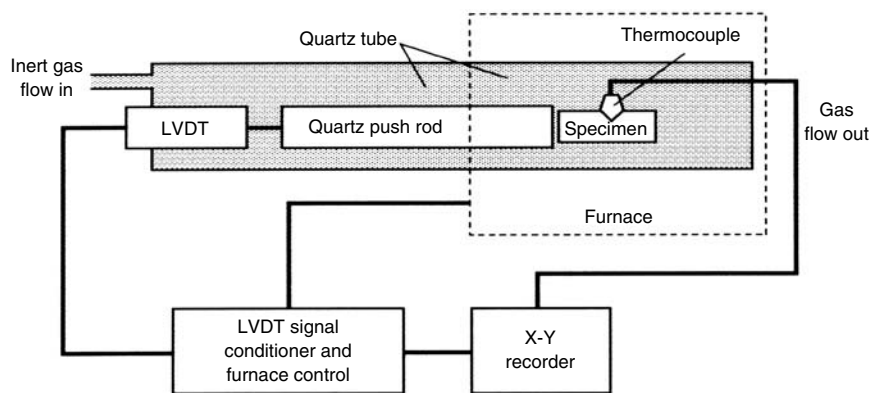 Quartz tube
Thermocouple
Inert gas
flow in
LVDT
Quartz push rod
Specimen
Gas
flow out
Furnace
LVDT signal
conditioner and
furnace control
X-Y
recorder